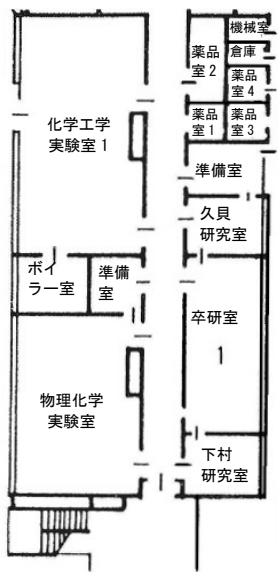 機械室
薬品
室2
倉庫
薬品
室4
薬品
室1
薬品
室3
化学工学
実験室1
準備室
久貝
研究室
ボイ
ラー室
準備
室
卒研室
1
物理化学
実験室
下村
研究室